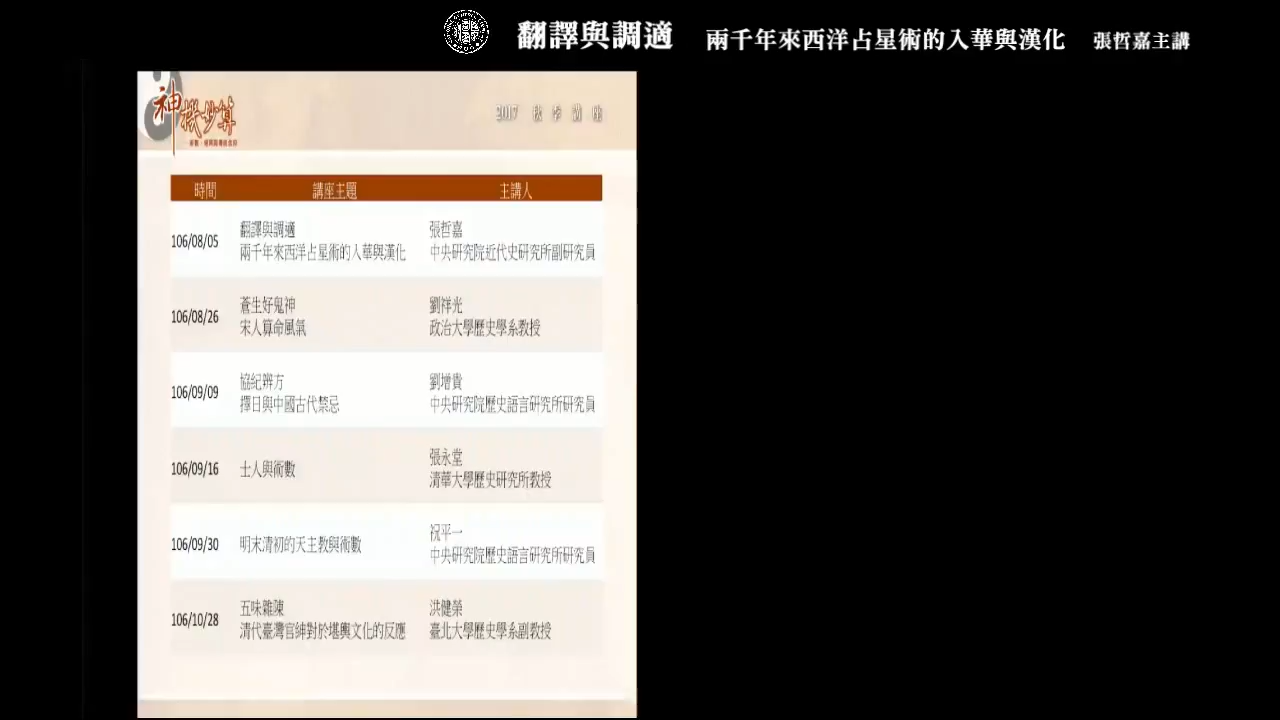 翻譯與調適 兩千年來西洋占星術的入華與漢化 張哲嘉主講
神機妙算
2017 秋季講座
時間 講座主題 主講人
106/08/05 翻譯與調適 張哲嘉
兩千年來西洋占星術的入華與漢化 中央研究院近代史研究所副研究員
106/08/26 蒼生好鬼神 劉祥光
宋人算命風氣 政治大學歷史學系教授
106/09/09 協紀辨方 劉增貴
擇日與中國古代禁忌 中央研究院歷史語言研究所研究員
106/09/16 士人與術數 張永堂
清華大學歷史研究所教授
106/09/30 明末清初的天主教與術數 祝平一
中央研究院歷史語言研究所研究員
106/10/28 五味雜陳 洪健榮
清代臺灣官紳對於堪輿文化的反應 臺北大學歷史學系副教授